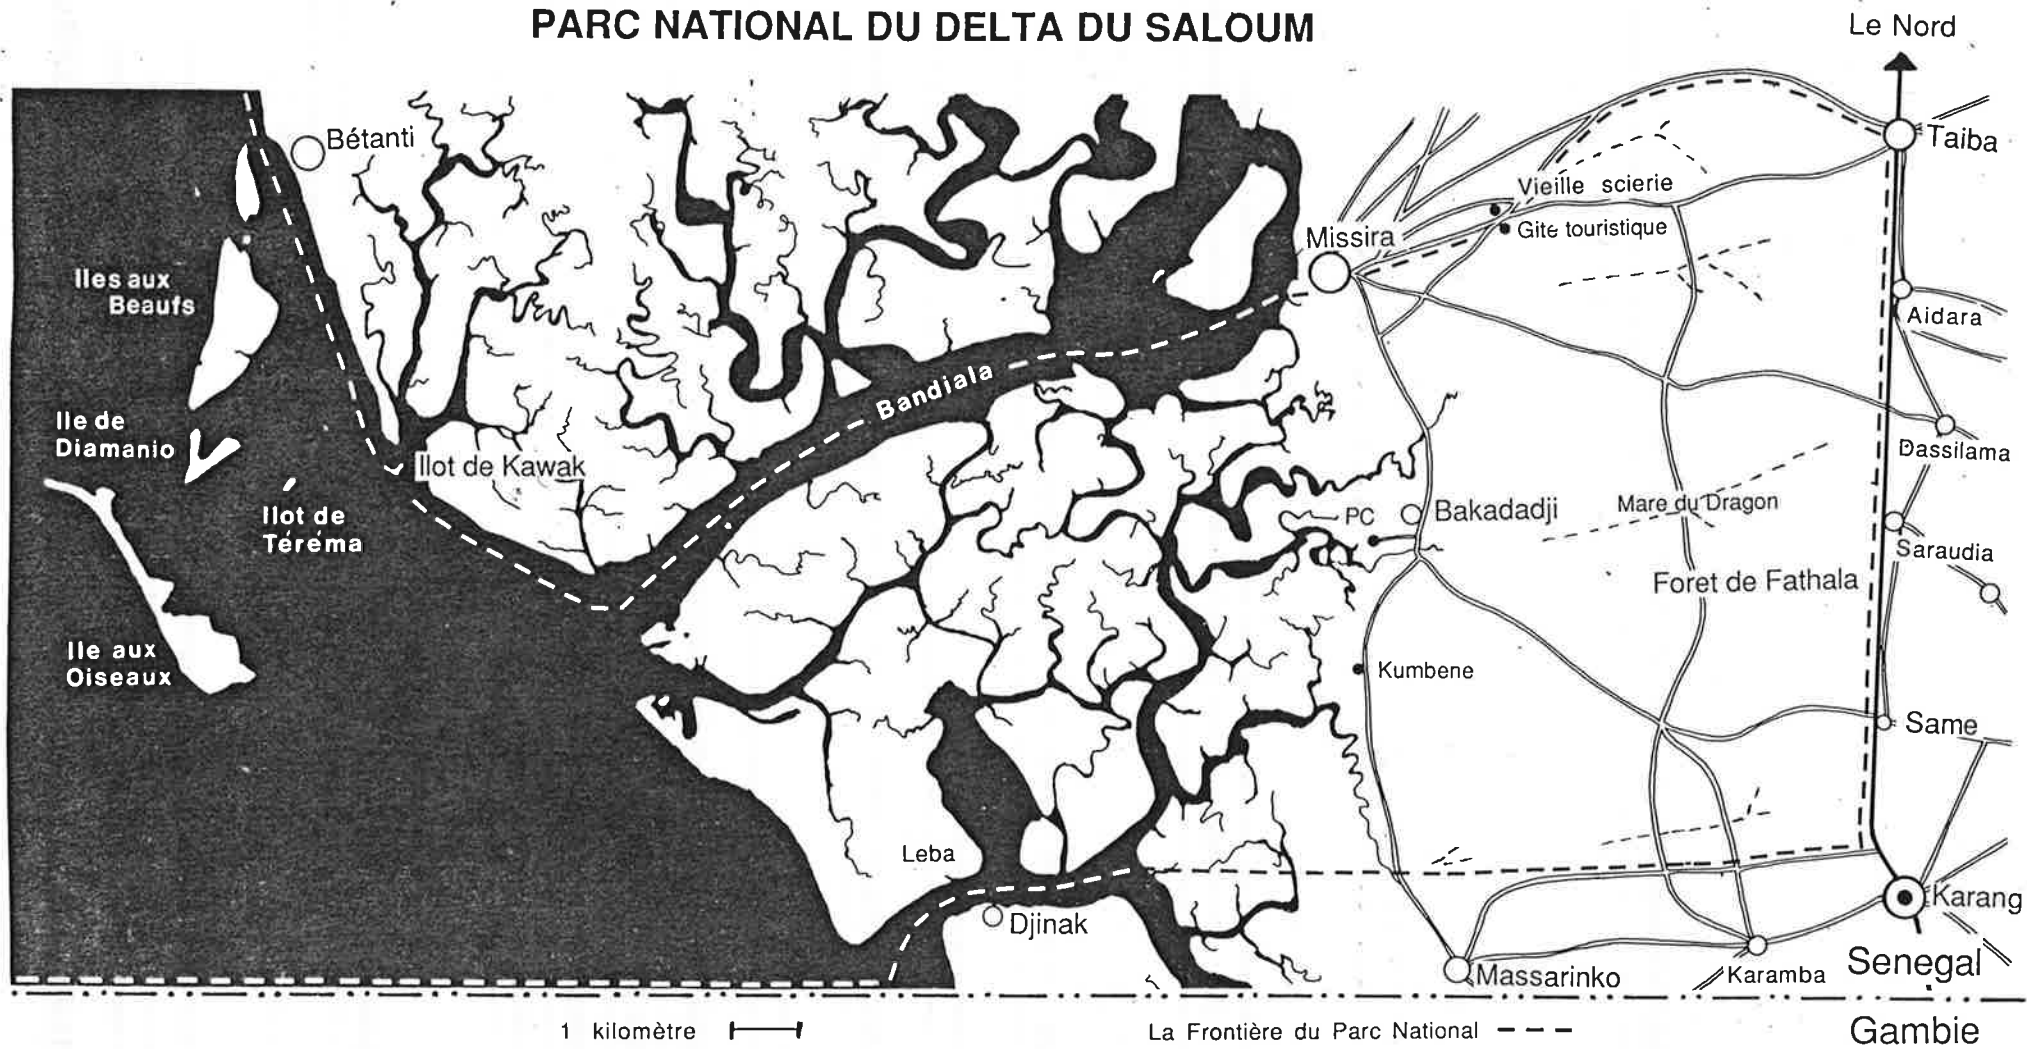 PARC NATIONAL DU DELTA DU SALOUM
Le Nord
Bétanti
Taiba
Vieille scierie
Gite touristique
Missira
Iles aux
Beaufs
Aidara
Bandiala
Ile de
Diamanio
Dassilama
Ilot de Kawak
Mare du Dragon
Bakadadji
PC
Ilot de
Téréma
Saraudia
Foret de Fathala
Ile aux
Oiseaux
Kumbene
Same
Leba
Karang
Djinak
Senegal
Massarinko
Karamba
1 kilomètre
La Frontière du Parc National
Gambie